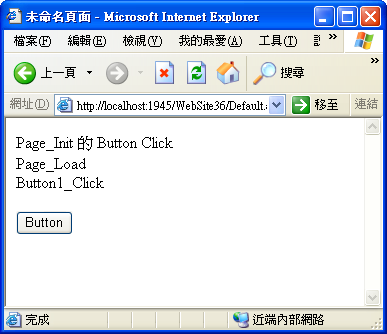 未命名頁面 - Microsoft Internet Explorer
檔案(F) 編輯(E) 檢視(V) 我的最愛(A) 工具(T) »
上一頁 搜尋 »
網址(D) http://localhost:1945/WebSite36/Default.a 移至 連結
Page_Init 的 Button Click
Page_Load
Button1_Click
Button
完成 近端內部網路